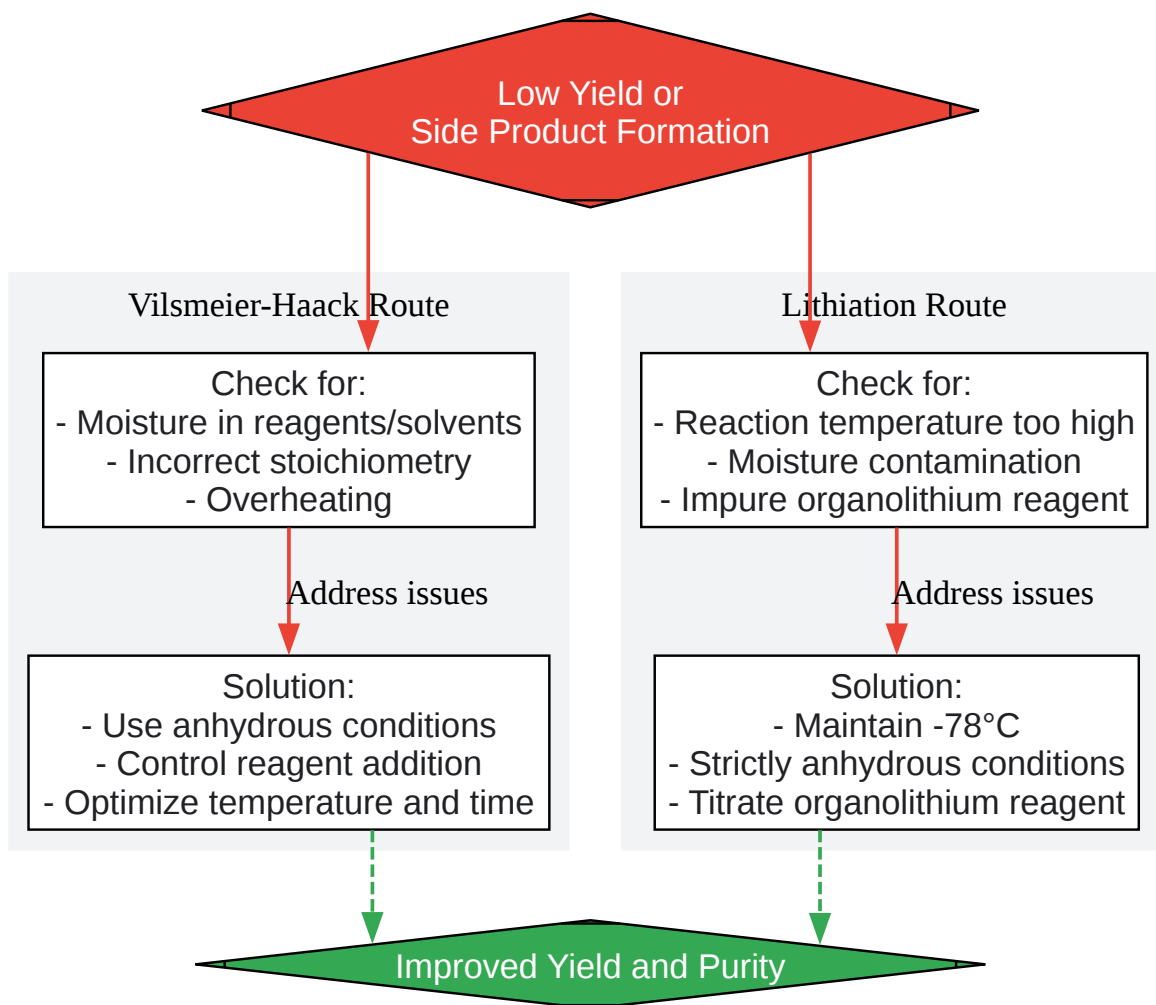 Low Yield or
Side Product Formation
Vilsmeier-Haack Route
Check for:
- Moisture in reagents/solvents
- Incorrect stoichiometry
- Overheating
Address issues
Solution:
- Use anhydrous conditions
- Control reagent addition
- Optimize temperature and time
Lithiation Route
Check for:
- Reaction temperature too high
- Moisture contamination
- Impure organolithium reagent
Address issues
Solution:
- Maintain -78°C
- Strictly anhydrous conditions
- Titrate organolithium reagent
Improved Yield and Purity